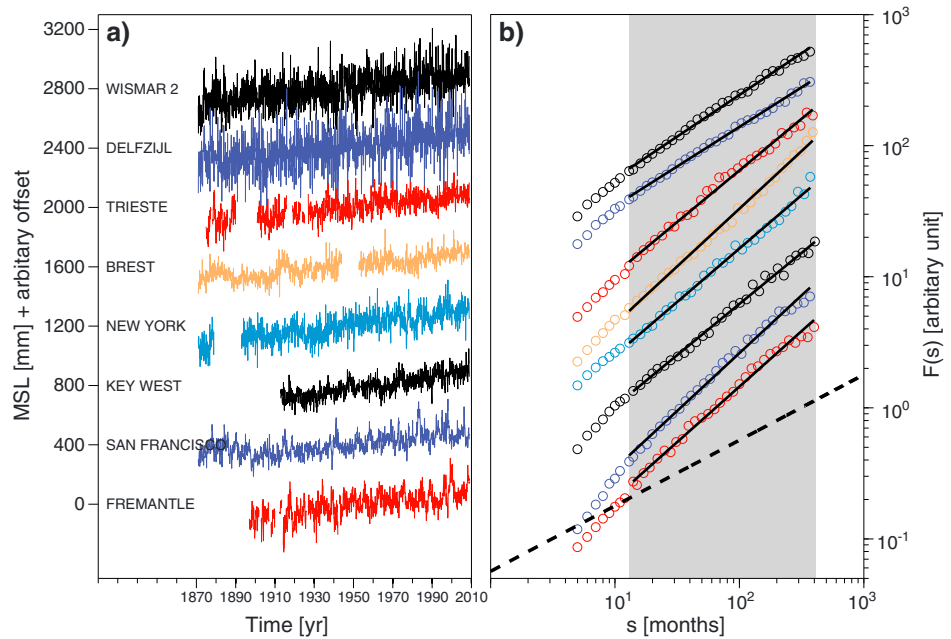 a)
3200
2800
2400
2000
1600
1200
800
400
0
MSL [mm] + arbitary offset
WISMAR 2
DELFZIJL
TRIESTE
BREST
NEW YORK
KEY WEST
SAN FRANCISCO
FREMANTLE
1870 1890 1910 1930 1950 1970 1990 2010
Time [yr]
b)
10³
10²
10¹
10⁰
10⁻¹
F(s) [arbitary unit]
10¹ 10² 10³
s [months]